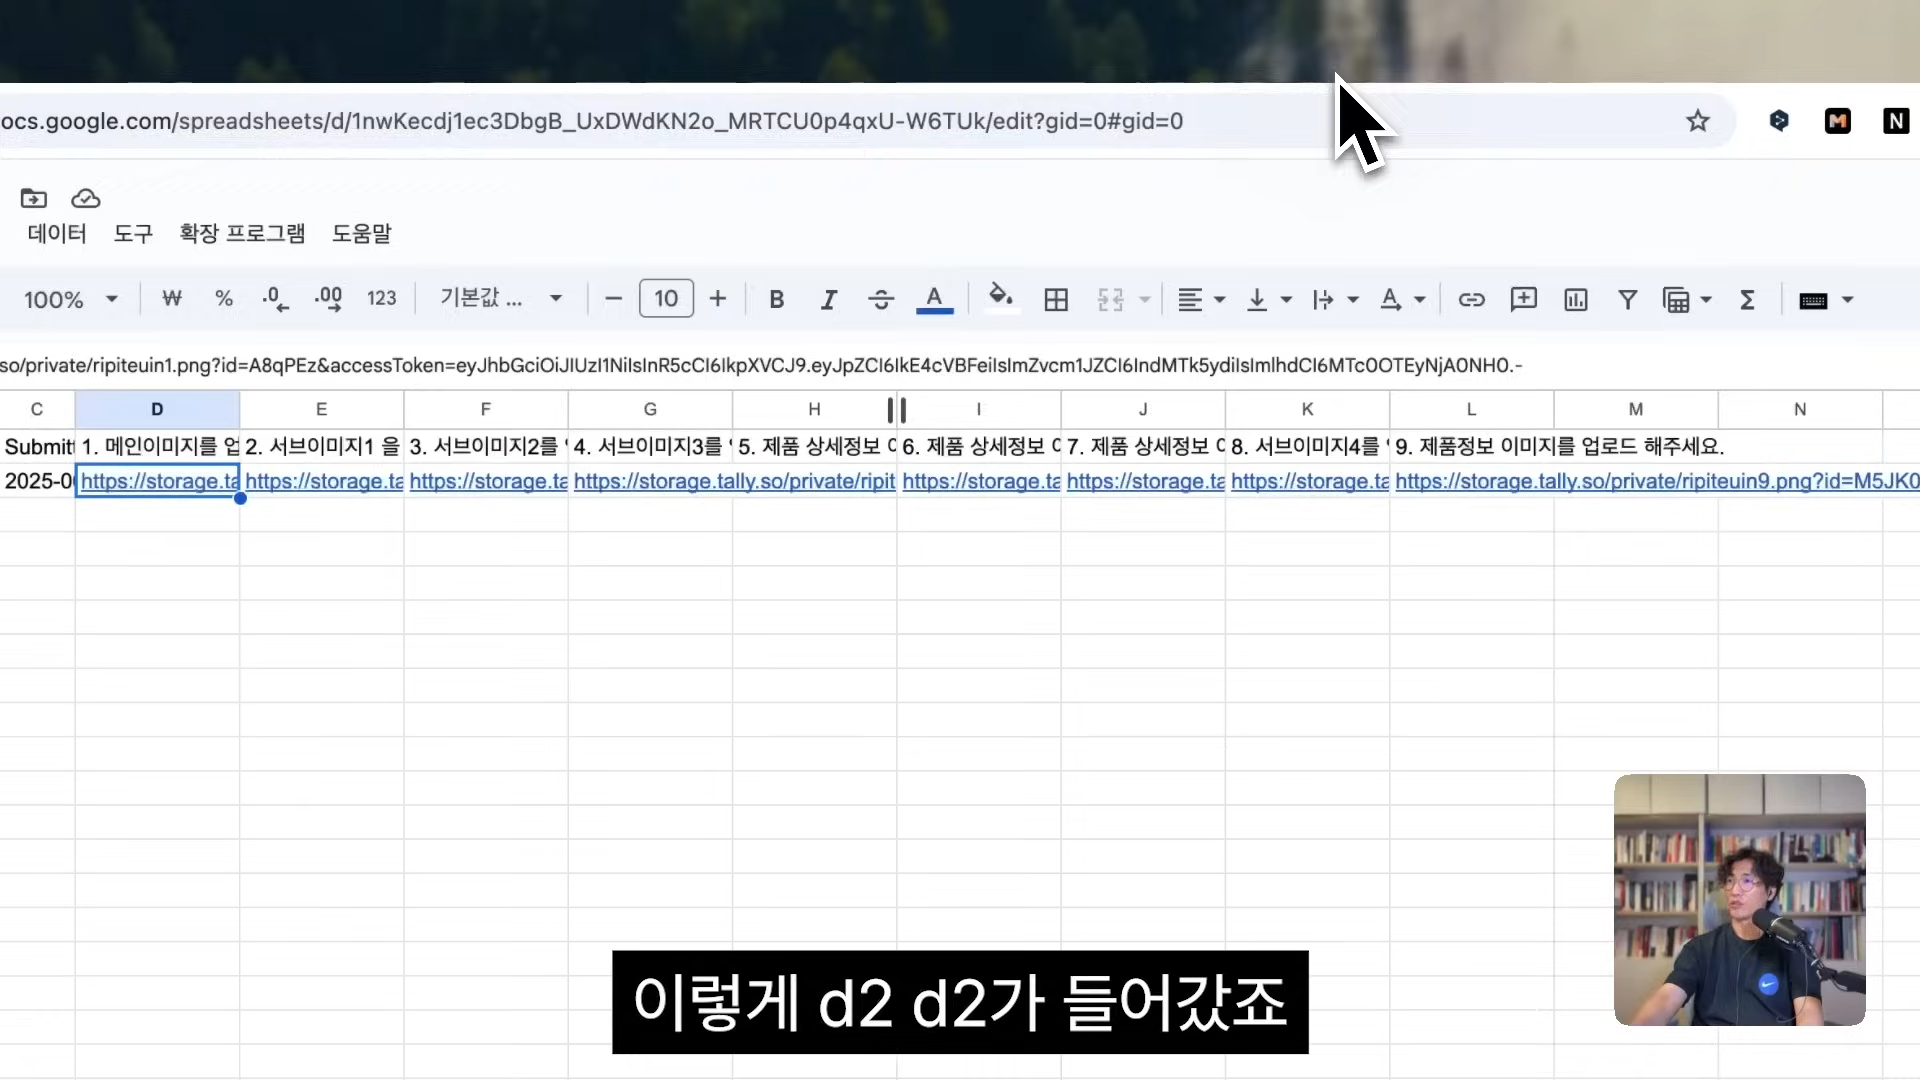 ocs.google.com/spreadsheets/d/1nwKecdj1ec3DbgB_UxDWdKN2o_MRTCU0p4qxU-W6TUk/edit?gid=0#gid=0
데이터 도구 확장 프로그램 도움말
100% ₩ % .0 .00 123 기본값 ... 10 B I A
so/private/ripiteuin1.png?id=A8qPEz&accessToken=eyJhbGciOiJIUzI1NiIsInR5cCI6IkpXVCJ9.eyJpZCI6IkE4cVBFeiIsImZvcm1JZCI6IndMTk5ydiIsImlhdCI6MTc0OTEyNjA0NH0.-
C D E F G H I J K L M N
Submitt 1. 메인이미지를 업 2. 서브이미지1 을 3. 서브이미지2를 4. 서브이미지3를 5. 제품 상세정보 6. 제품 상세정보 7. 제품 상세정보 8. 서브이미지4를 9. 제품정보 이미지를 업로드 해주세요.
2025-0 https://storage.ta https://storage.ta https://storage.ta https://storage.tally.so/private/ripit https://storage.ta https://storage.ta https://storage.ta https://storage.tally.so/private/ripiteuin9.png?id=M5JK0
이렇게 d2 d2가 들어갔죠